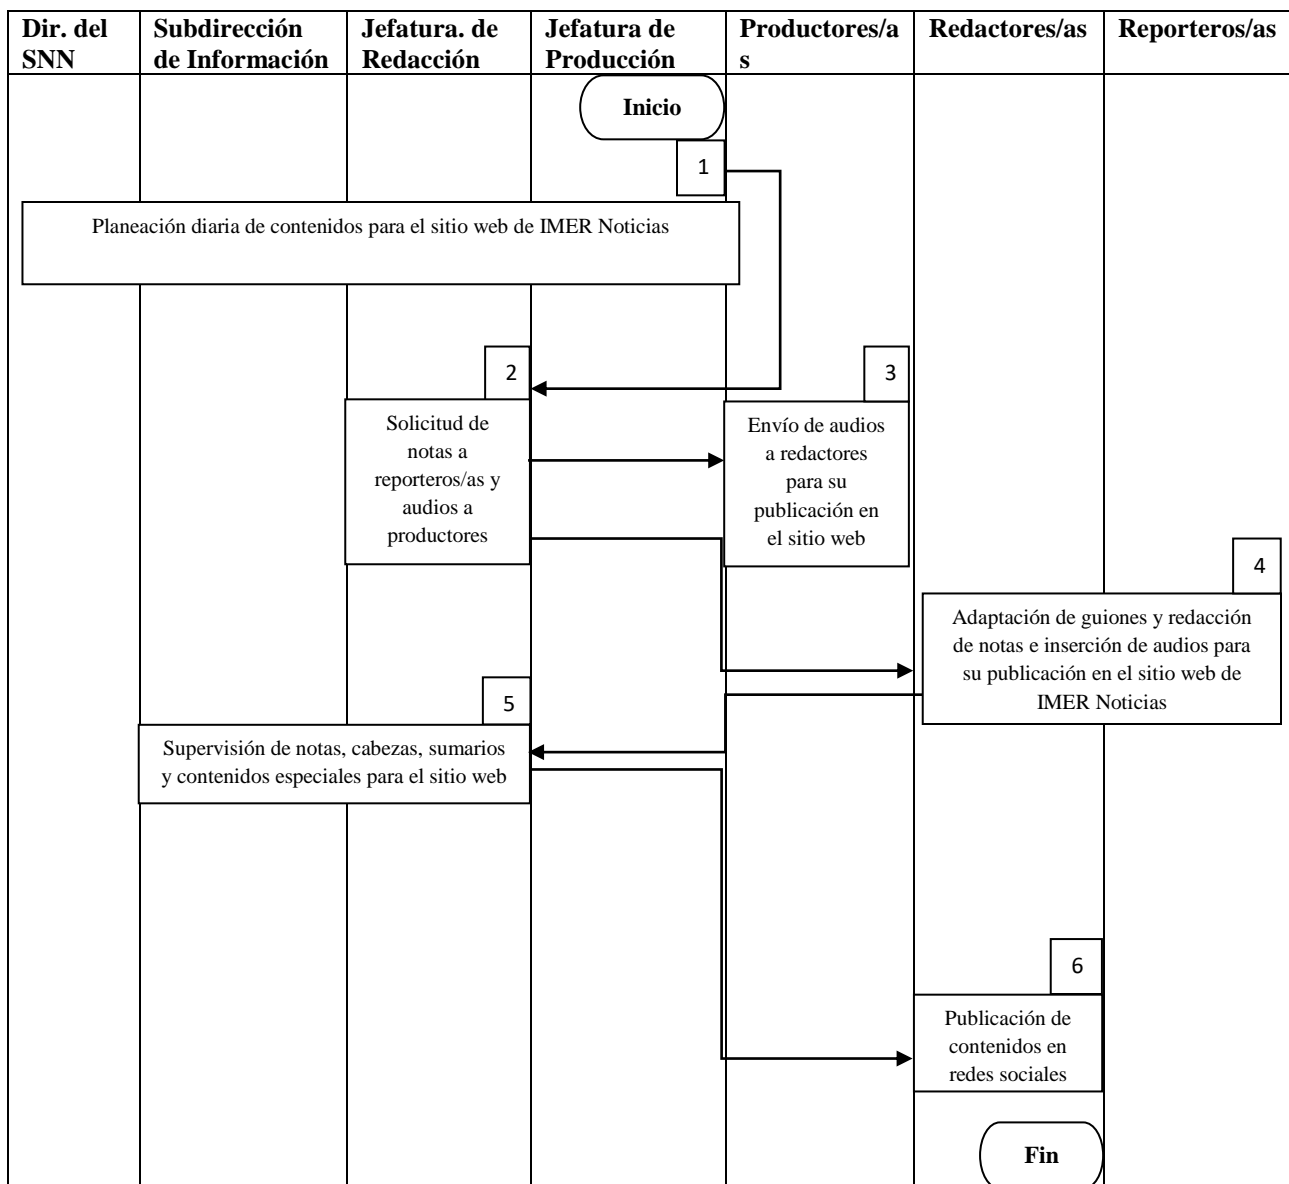 Dir. del SNN
Subdirección de Información
Jefatura. de Redacción
Jefatura de Producción
Productores/a
s
Redactores/as
Reporteros/as
Inicio
1
Planeación diaria de contenidos para el sitio web de IMER Noticias
2
Solicitud de
notas a
reporteros/as y
audios a
productores
3
Envío de audios
a redactores
para su
publicación en
el sitio web
4
Adaptación de guiones y redacción
de notas e inserción de audios para
su publicación en el sitio web de
IMER Noticias
5
Supervisión de notas, cabezas, sumarios
y contenidos especiales para el sitio web
6
Publicación de
contenidos en
redes sociales
Fin